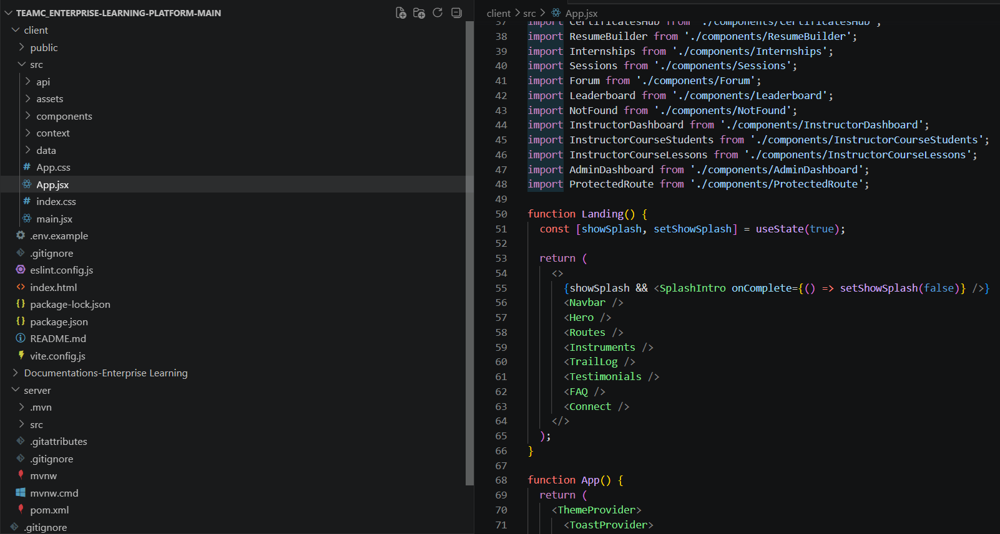 TEAMC_ENTERPRISE-LEARNING-PLATFORM-MAIN
client
public
src
api
assets
components
context
data
# App.css
App.jsx
# index.css
main.jsx
.env.example
.gitignore
eslint.config.js
<> index.html
{} package-lock.json
{} package.json
README.md
vite.config.js
Documentations-Enterprise Learning
server
.mvn
src
.gitattributes
.gitignore
mvnw
mvnw.cmd
pom.xml
.gitignore
client > src > App.jsx
37 import CertificatesHub from './components/CertificatesHub';
38 import ResumeBuilder from './components/ResumeBuilder';
39 import Internships from './components/Internships';
40 import Sessions from './components/Sessions';
41 import Forum from './components/Forum';
42 import Leaderboard from './components/Leaderboard';
43 import NotFound from './components/NotFound';
44 import InstructorDashboard from './components/InstructorDashboard';
45 import InstructorCourseStudents from './components/InstructorCourseStudents';
46 import InstructorCourseLessons from './components/InstructorCourseLessons';
47 import AdminDashboard from './components/AdminDashboard';
48 import ProtectedRoute from './components/ProtectedRoute';
49
50 function Landing() {
51 const [showSplash, setShowSplash] = useState(true);
52
53 return (
54 <>
55 {showSplash && <SplashIntro onComplete={() => setShowSplash(false)} />}
56 <Navbar />
57 <Hero />
58 <Routes />
59 <Instruments />
60 <TrailLog />
61 <Testimonials />
62 <FAQ />
63 <Connect />
64 </>
65 );
66 }
67
68 function App() {
69 return (
70 <ThemeProvider>
71 <ToastProvider>